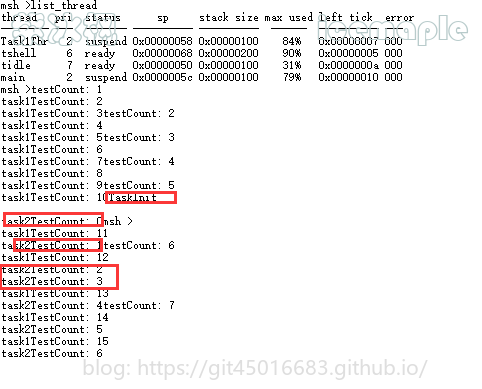 msh >list_thread
thread pri status sp stack size max used left tick error
Task1Thr 2 suspend 0x00000058 0x00000100 84% 0x00000007 000
tshell 6 ready 0x00000068 0x00000200 90% 0x00000005 000
tidle 7 ready 0x00000050 0x00000100 31% 0x0000000a 000
main 2 suspend 0x0000005c 0x00000100 79% 0x00000010 000
msh >testCount: 1
task1TestCount: 2
task1TestCount: 3testCount: 2
task1TestCount: 4
task1TestCount: 5testCount: 3
task1TestCount: 6
task1TestCount: 7testCount: 4
task1TestCount: 8
task1TestCount: 9testCount: 5
task1TestCount: 10TaskInit
task2TestCount: 0msh >
task1TestCount: 11
task2TestCount: 1testCount: 6
task1TestCount: 12
task2TestCount: 2
task2TestCount: 3
task1TestCount: 13
task2TestCount: 4testCount: 7
task1TestCount: 14
task2TestCount: 5
task1TestCount: 15
task2TestCount: 6
blog: https://git45016683.github.io/